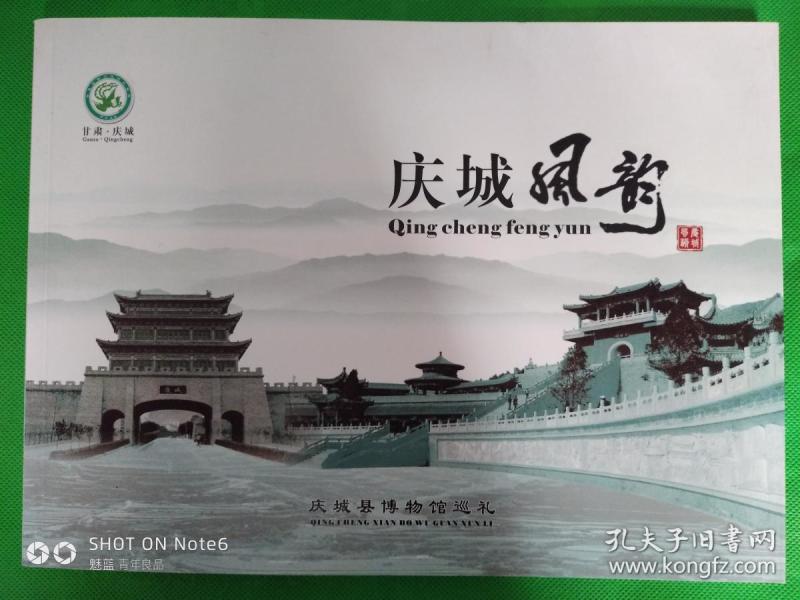 甘肃·庆城
Gansu·Qingcheng
庆城风韵
Qing cheng feng yun
庆城县博物馆巡礼
QING CHENG XIAN BO WU GUAN XUN LI
SHOT ON Note6
魅蓝 青年良品
孔夫子旧书网
www.kongfz.com